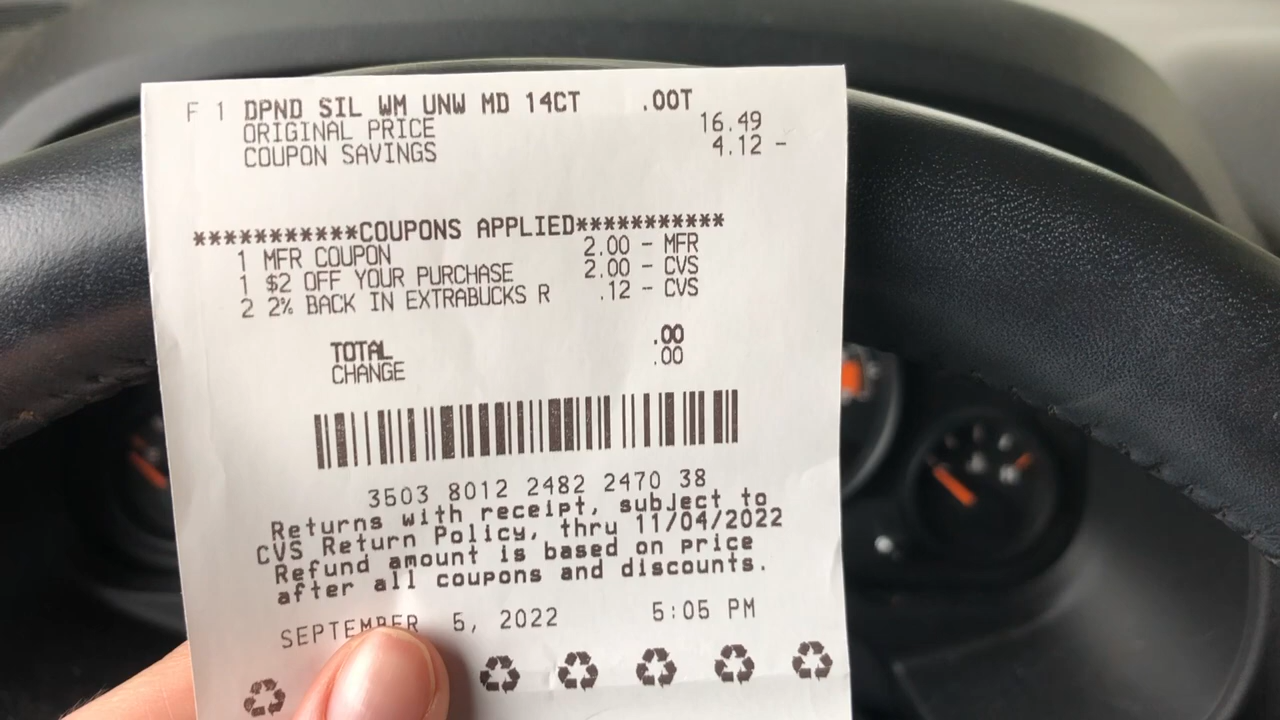 F 1 DPND SIL WM UNW MD 14CT .00T
ORIGINAL PRICE 16.49
COUPON SAVINGS 4.12 -
***********COUPONS APPLIED***********
1 MFR COUPON 2.00 - MFR
1 $2 OFF YOUR PURCHASE 2.00 - CVS
2 2% BACK IN EXTRABUCKS R .12 - CVS
TOTAL .00
CHANGE .00
3503 8012 2482 2470 38
Returns with receipt, subject to
CVS Return Policy, thru 11/04/2022
Refund amount is based on price
after all coupons and discounts.
SEPTEMBER 5, 2022 5:05 PM